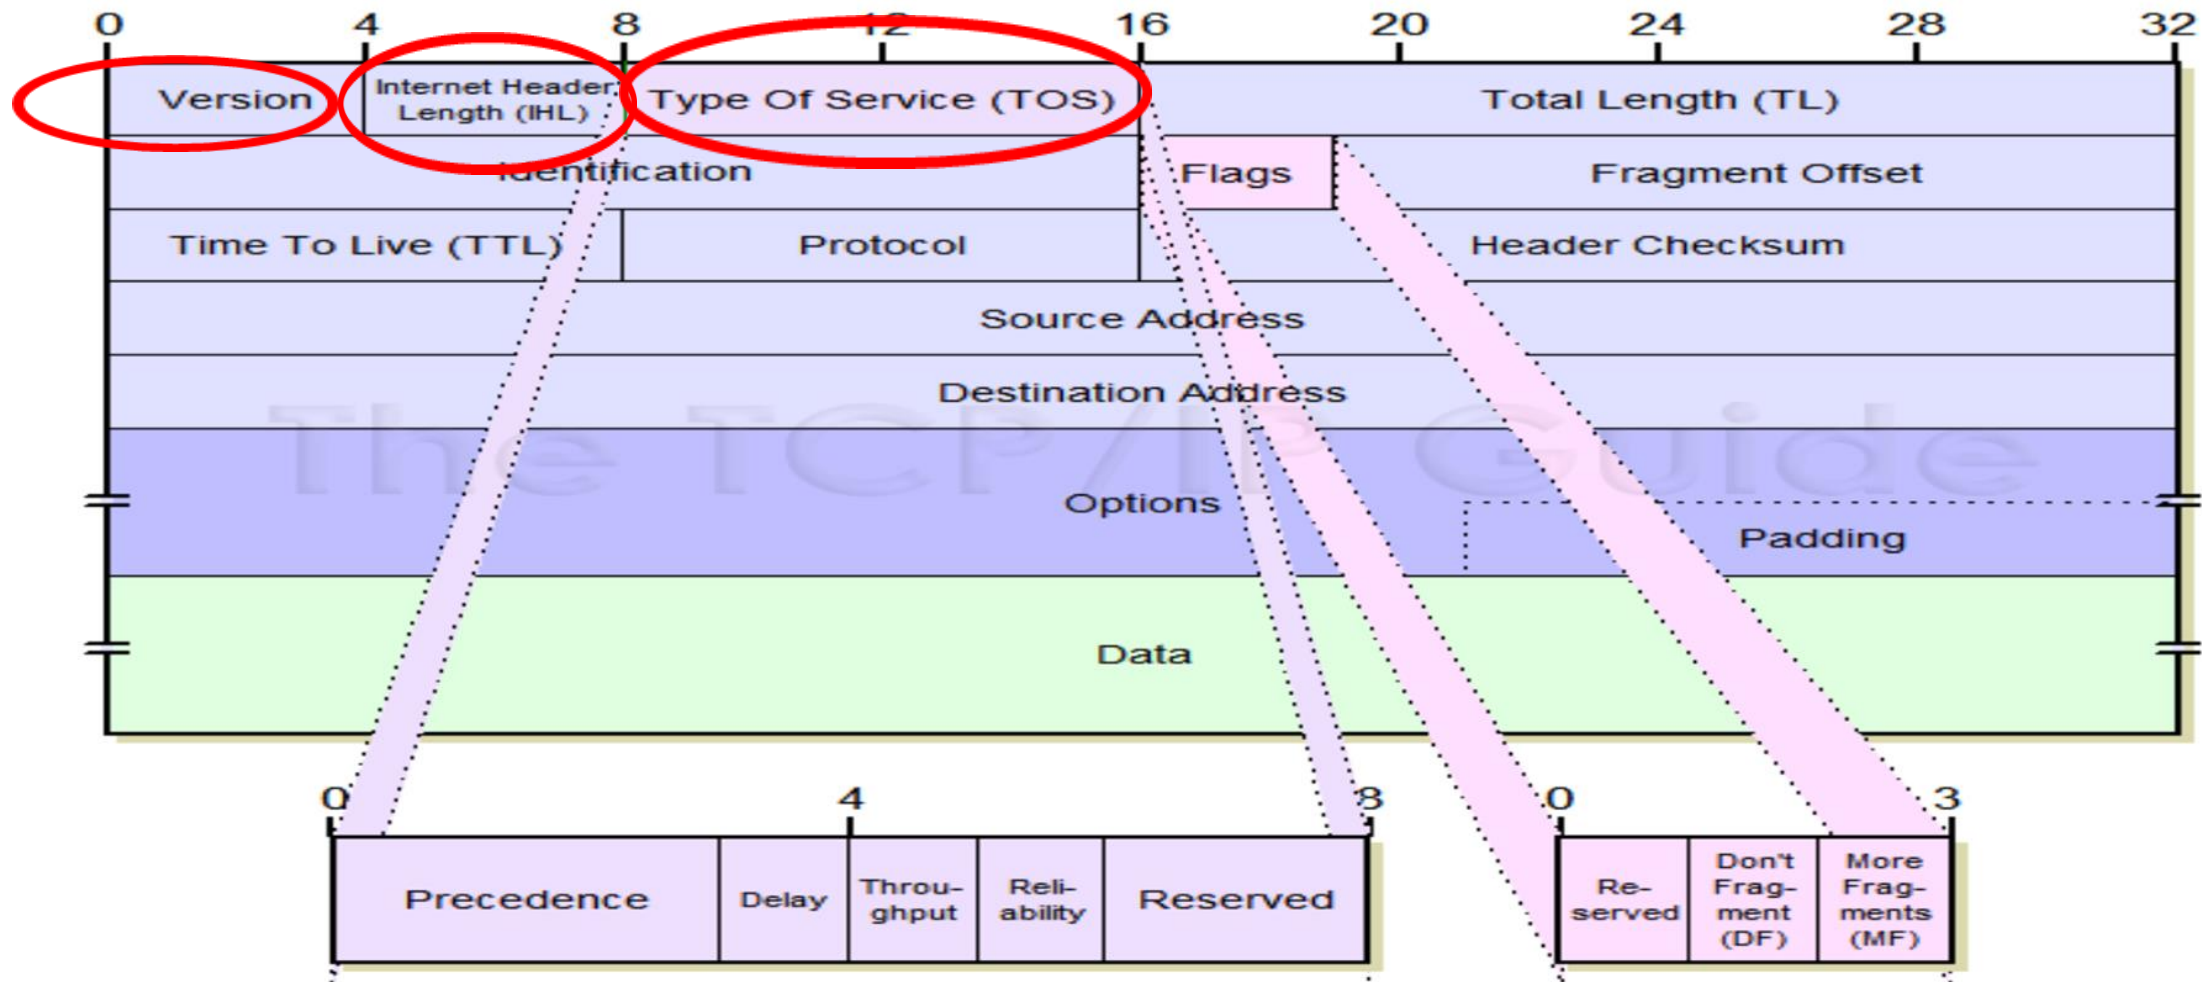 0 4 8 12 16 20 24 28 32
Version
Internet Header
Length (IHL)
Type Of Service (TOS)
Total Length (TL)
Identification
Flags
Fragment Offset
Time To Live (TTL)
Protocol
Header Checksum
Source Address
Destination Address
The TCP/IP Guide
Options
Padding
Data
0 4 8
Precedence
Delay
Throu-
ghput
Reli-
ability
Reserved
0 3
Re-
served
Don't
Frag-
ment
(DF)
More
Frag-
ments
(MF)